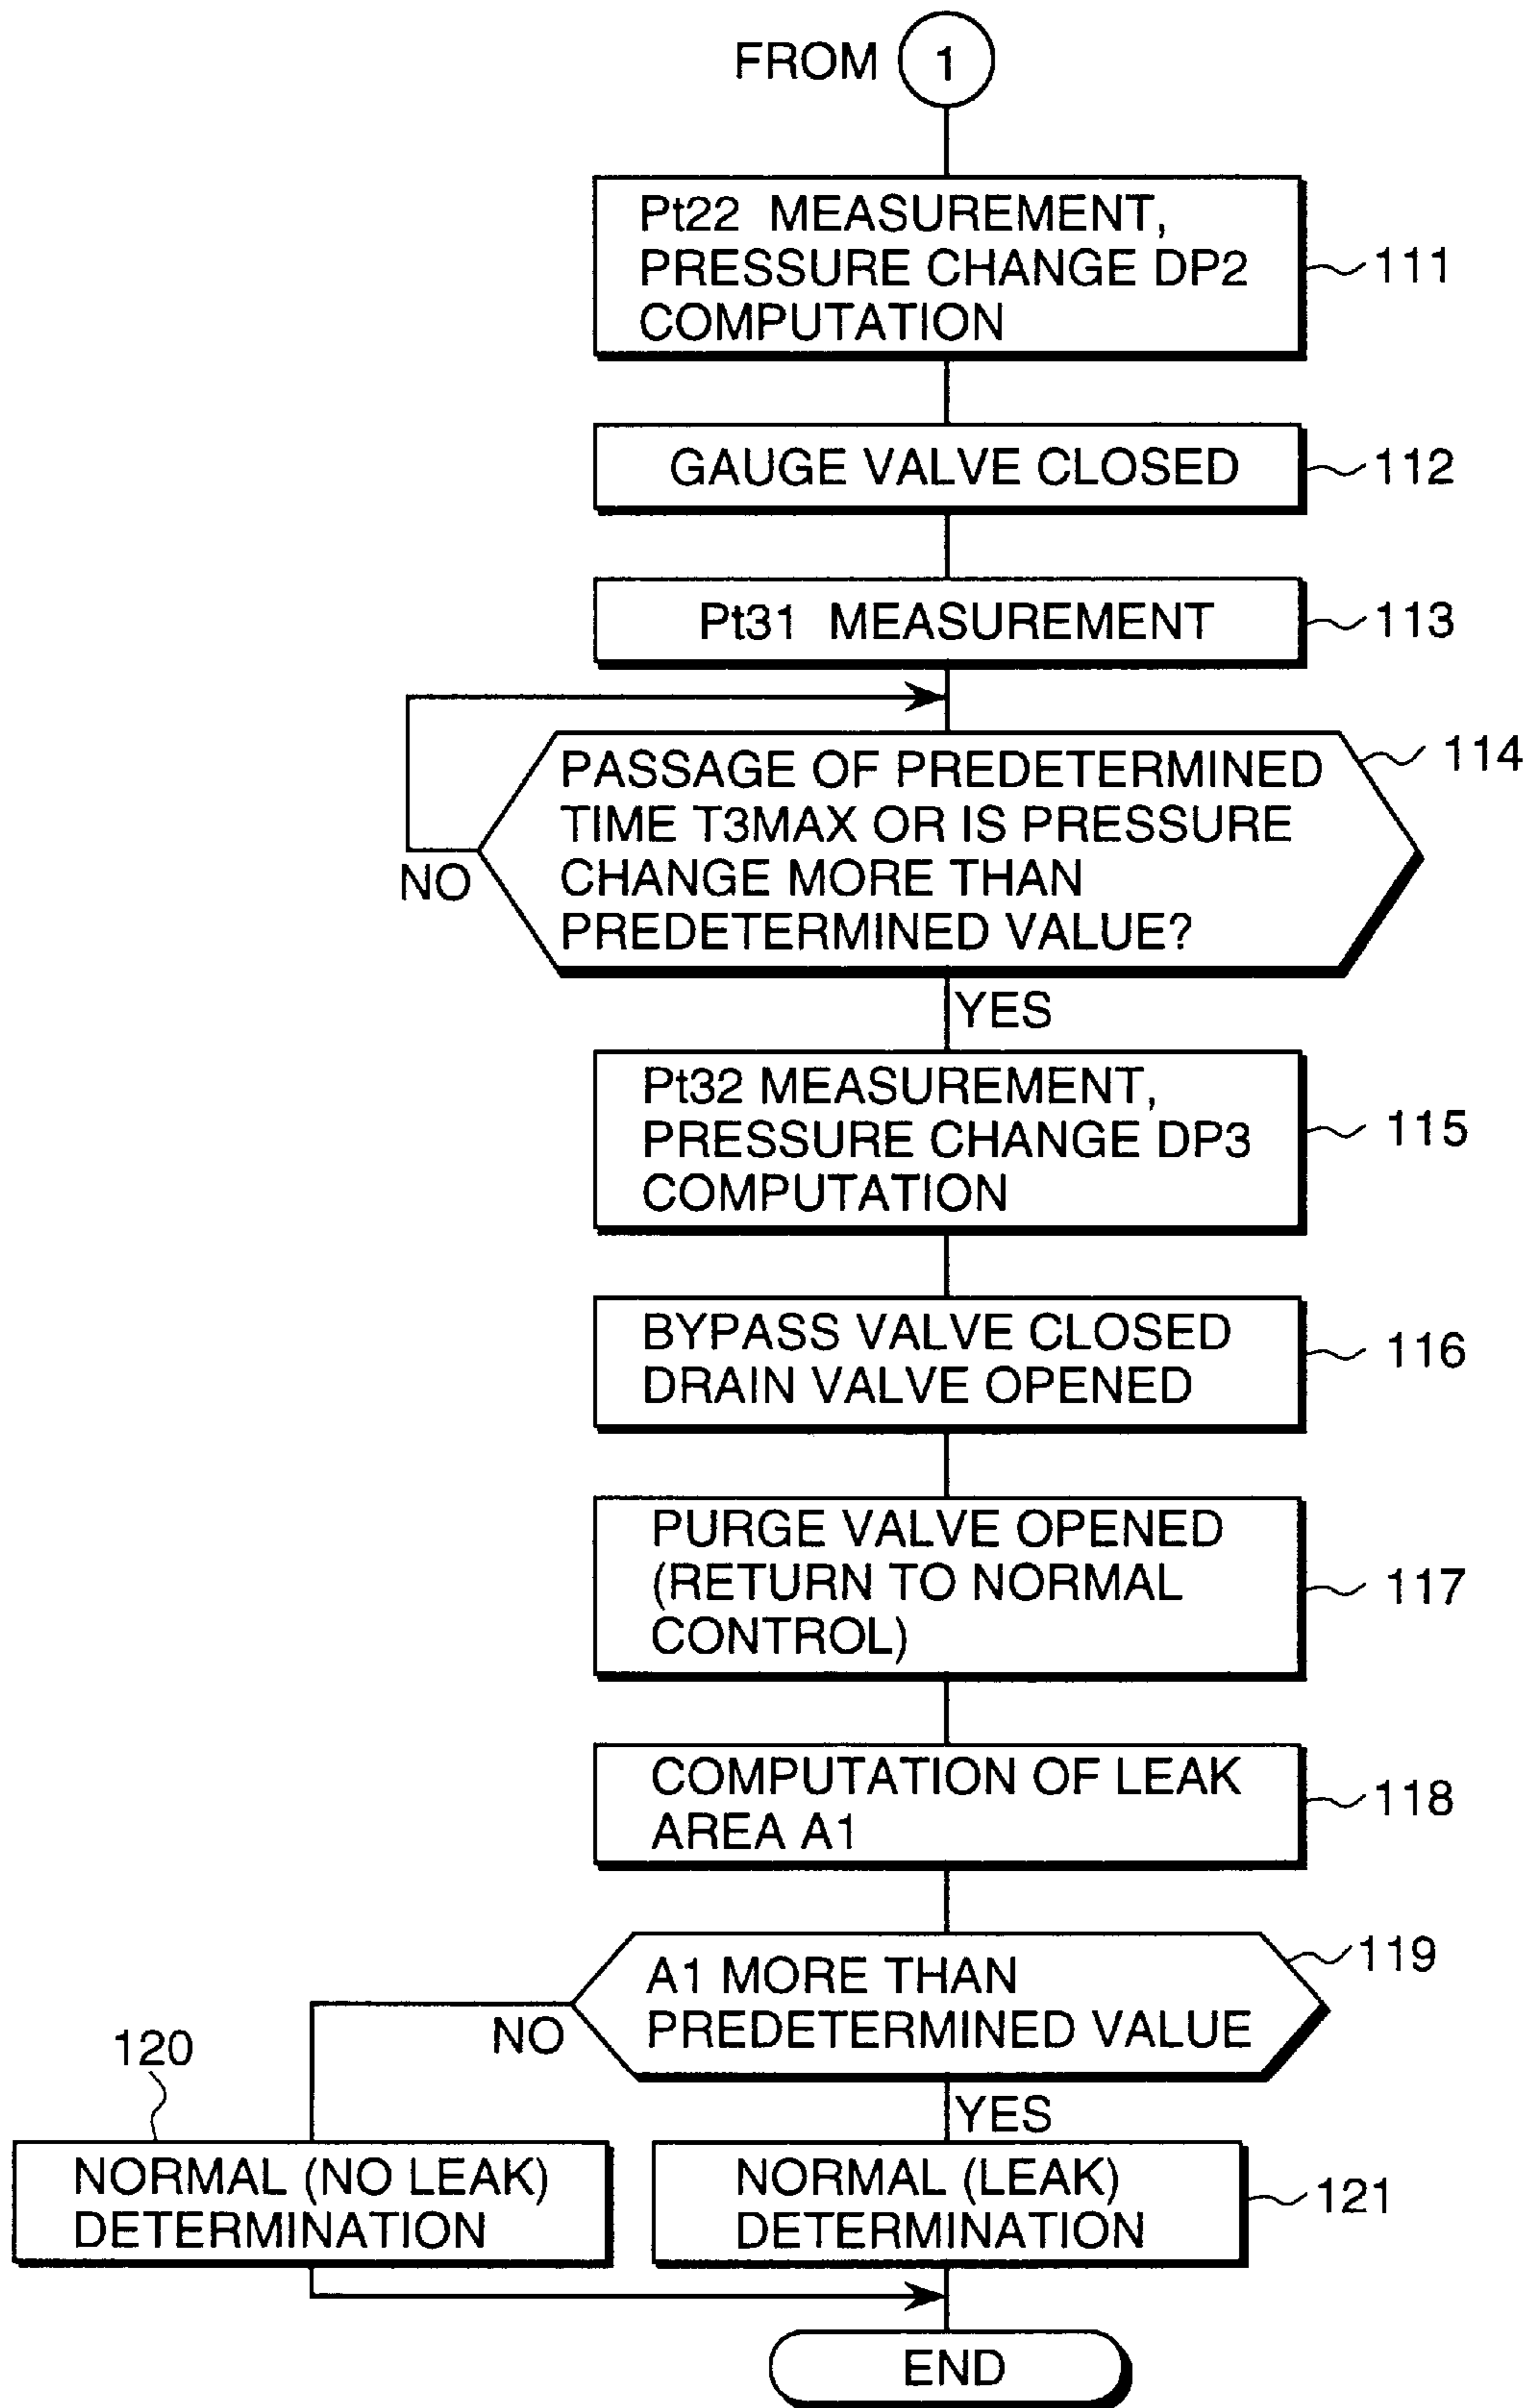 FROM 1
Pt22 MEASUREMENT,
PRESSURE CHANGE DP2
COMPUTATION
111
GAUGE VALVE CLOSED
112
Pt31 MEASUREMENT
113
PASSAGE OF PREDETERMINED
TIME T3MAX OR IS PRESSURE
CHANGE MORE THAN
PREDETERMINED VALUE?
114
NO
YES
Pt32 MEASUREMENT,
PRESSURE CHANGE DP3
COMPUTATION
115
BYPASS VALVE CLOSED
DRAIN VALVE OPENED
116
PURGE VALVE OPENED
(RETURN TO NORMAL
CONTROL)
117
COMPUTATION OF LEAK
AREA A1
118
A1 MORE THAN
PREDETERMINED VALUE
119
NO
YES
120
NORMAL (NO LEAK)
DETERMINATION
NORMAL (LEAK)
DETERMINATION
121
END